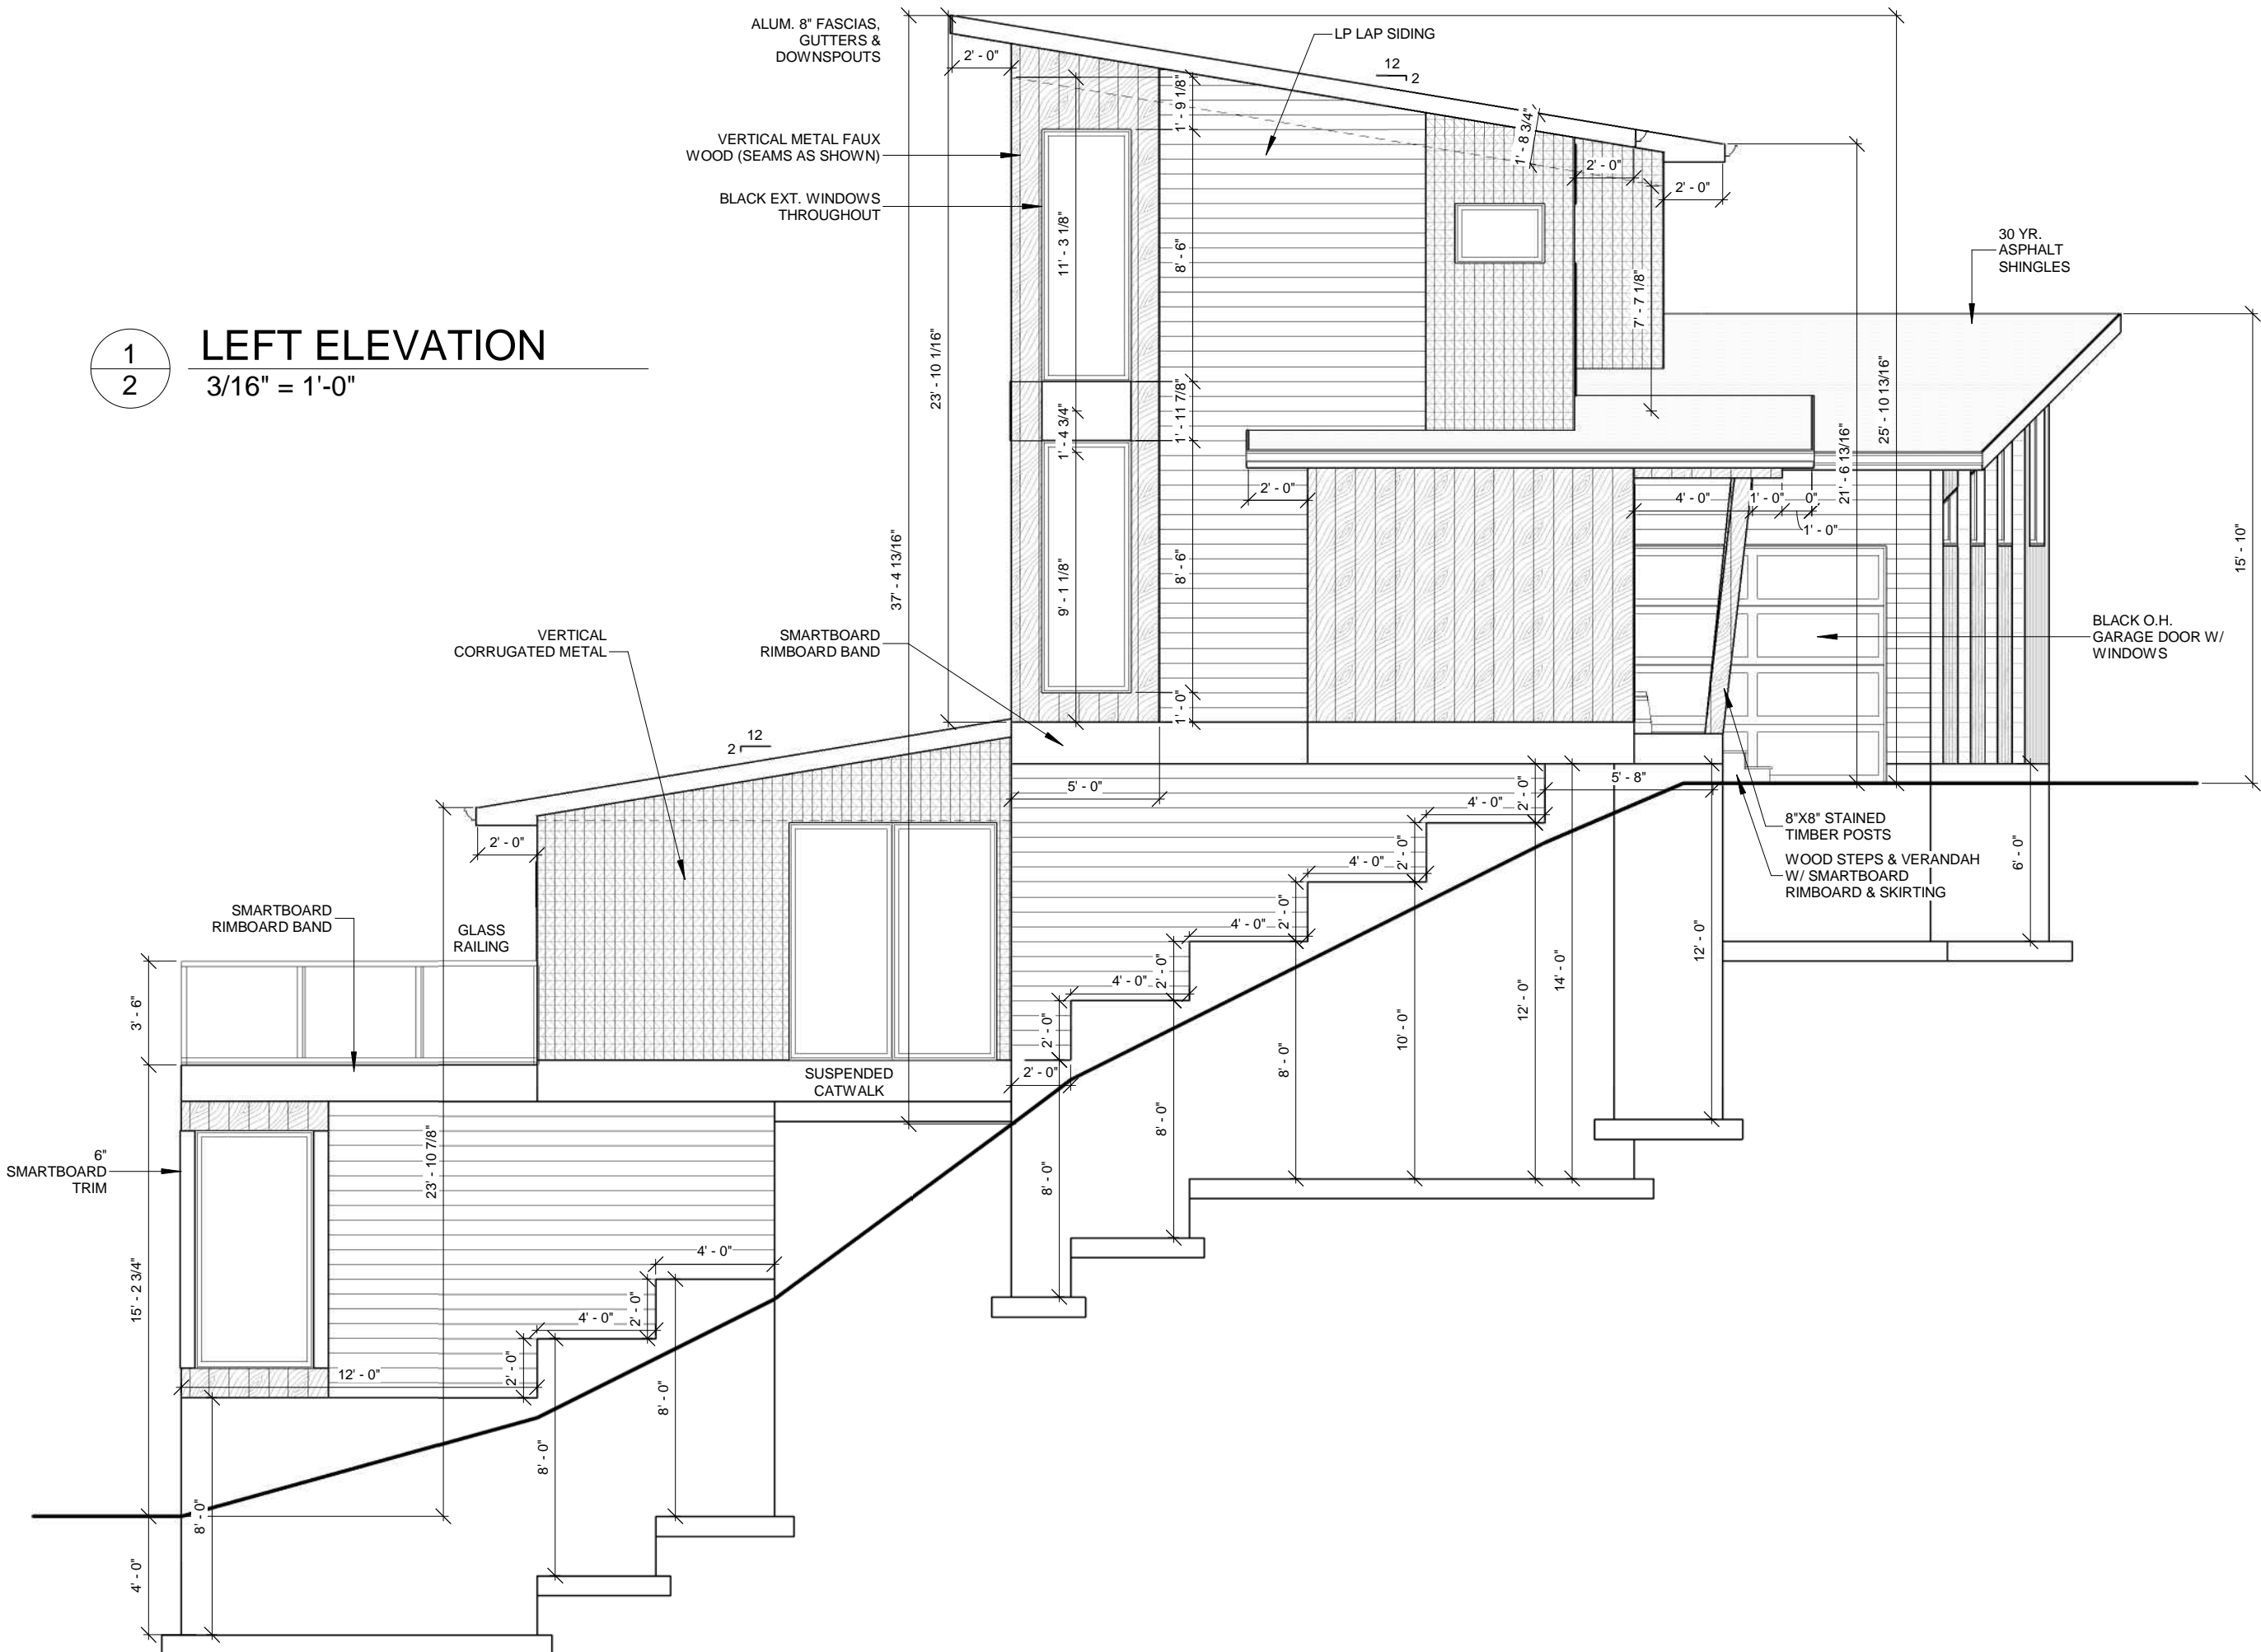 ALUM. 8" FASCIAS,
GUTTERS &
DOWNSPOUTS
LP LAP SIDING
12
2
2' - 0"
1' - 9 1/8"
1' - 8 3/4"
2' - 0"
2' - 0"
VERTICAL METAL FAUX
WOOD (SEAMS AS SHOWN)
BLACK EXT. WINDOWS
THROUGHOUT
11' - 3 1/8"
8' - 6"
7' - 7 1/8"
30 YR.
ASPHALT
SHINGLES
1
2
LEFT ELEVATION
3/16" = 1'-0"
23' - 10 1/16"
1' - 4 3/4"
1' - 11 7/8"
25' - 10 13/16"
21' - 6 13/16"
2' - 0"
4' - 0"
1' - 0"
0"
1' - 0"
37' - 4 13/16"
9' - 1 1/8"
8' - 6"
15' - 10"
VERTICAL
CORRUGATED METAL
SMARTBOARD
RIMBOARD BAND
BLACK O.H.
GARAGE DOOR W/
WINDOWS
1' - 0"
12
2
5' - 0"
2' - 0"
5' - 8"
4' - 0"
8"X8" STAINED
TIMBER POSTS
2' - 0"
2' - 0"
4' - 0"
WOOD STEPS & VERANDAH
W/ SMARTBOARD
RIMBOARD & SKIRTING
6' - 0"
SMARTBOARD
RIMBOARD BAND
GLASS
RAILING
2' - 0"
4' - 0"
12' - 0"
2' - 0"
4' - 0"
14' - 0"
12' - 0"
10' - 0"
3' - 6"
2' - 0"
8' - 0"
2' - 0"
SUSPENDED
CATWALK
8' - 0"
6"
SMARTBOARD
TRIM
23' - 10 7/8"
8' - 0"
15' - 2 3/4"
4' - 0"
2' - 0"
4' - 0"
2' - 0"
12' - 0"
8' - 0"
8' - 0"
8' - 0"
4' - 0"